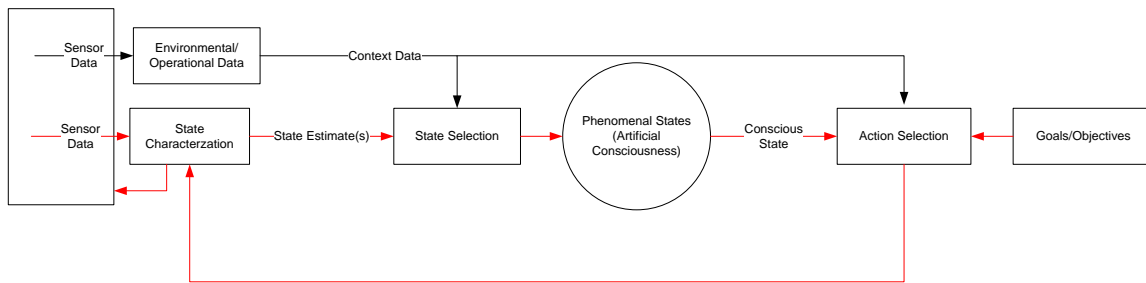 Sensor
Data
Environmental/
Operational Data
Context Data
Sensor
Data
State
Characterzation
State Estimate(s)
State Selection
Phenomenal States
(Artificial
Consciousness)
Conscious
State
Action Selection
Goals/Objectives